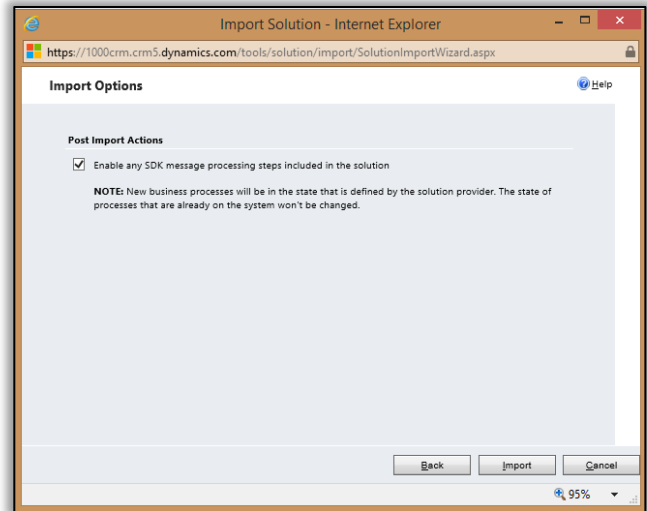 Import Solution - Internet Explorer
https://1000crm.crm5.dynamics.com/tools/solution/import/SolutionImportWizard.aspx
Import Options
Help
Post Import Actions
Enable any SDK message processing steps included in the solution
NOTE: New business processes will be in the state that is defined by the solution provider. The state of
processes that are already on the system won't be changed.
Back
Import
Cancel
95%